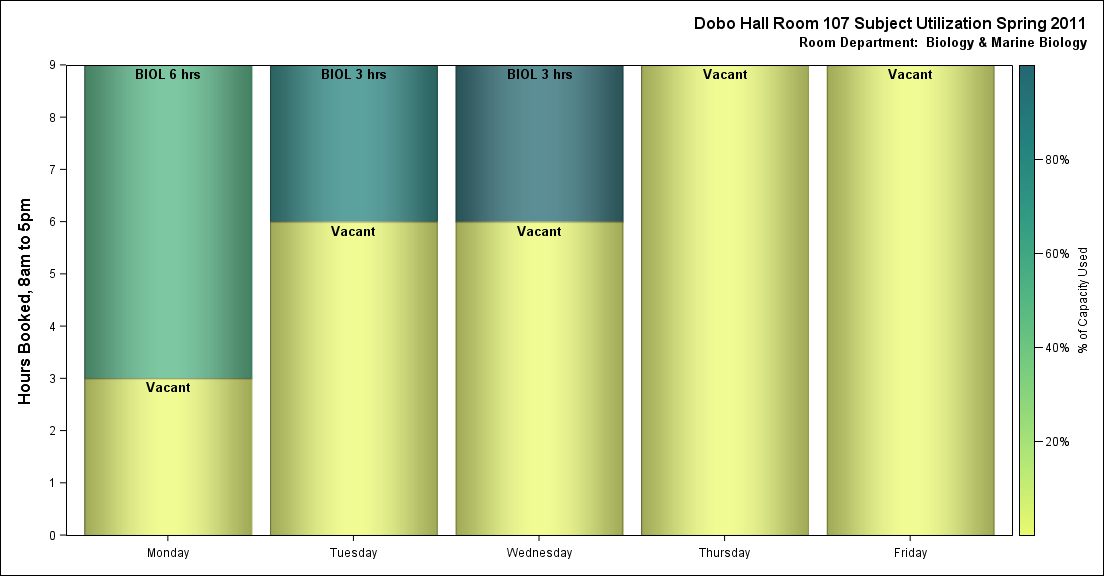 Dobo Hall Room 107 Subject Utilization Spring 2011
Room Department:  Biology & Marine Biology
Hours Booked, 8am to 5pm
9
8
7
6
5
4
3
2
1
0
BIOL 6 hrs
Vacant
BIOL 3 hrs
Vacant
BIOL 3 hrs
Vacant
Vacant
Vacant
Monday
Tuesday
Wednesday
Thursday
Friday
80%
60%
40%
20%
% of Capacity Used